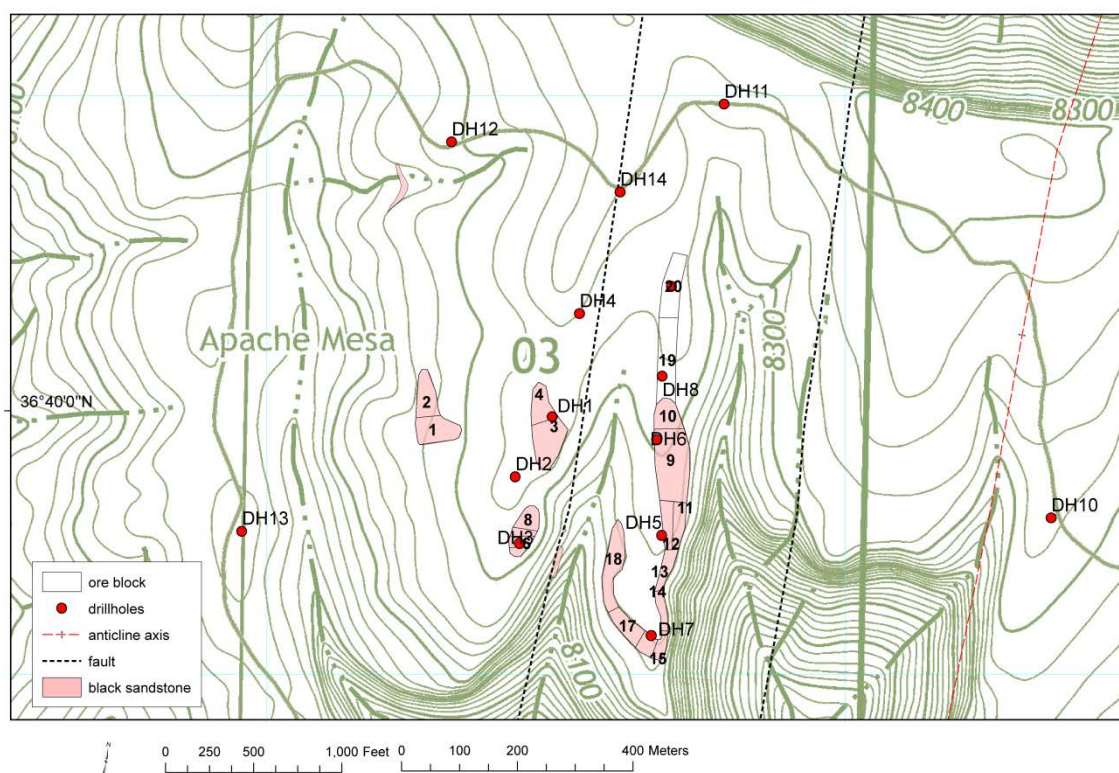 8400
8300
DH11
DH12
DH14
20
DH4
Apache Mesa
03
8300
19
DH8
36°40'0"N
2
4
DH1
10
1
3
DH6
9
DH2
11
8
DH5
DH13
DH3
12
DH10
18
13
14
17
DH7
15
8100
ore block
drillholes
anticline axis
fault
black sandstone
N
0 250 500 1,000 Feet
0 100 200 400 Meters